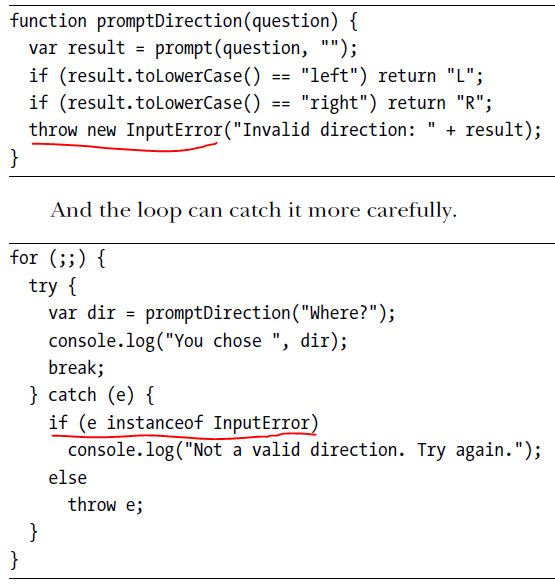 function promptDirection(question) {
  var result = prompt(question, "");
  if (result.toLowerCase() == "left") return "L";
  if (result.toLowerCase() == "right") return "R";
  throw new InputError("Invalid direction: " + result);
}
And the loop can catch it more carefully.
for (;;) {
  try {
    var dir = promptDirection("Where?");
    console.log("You chose ", dir);
    break;
  } catch (e) {
    if (e instanceof InputError)
      console.log("Not a valid direction. Try again.");
    else
      throw e;
  }
}